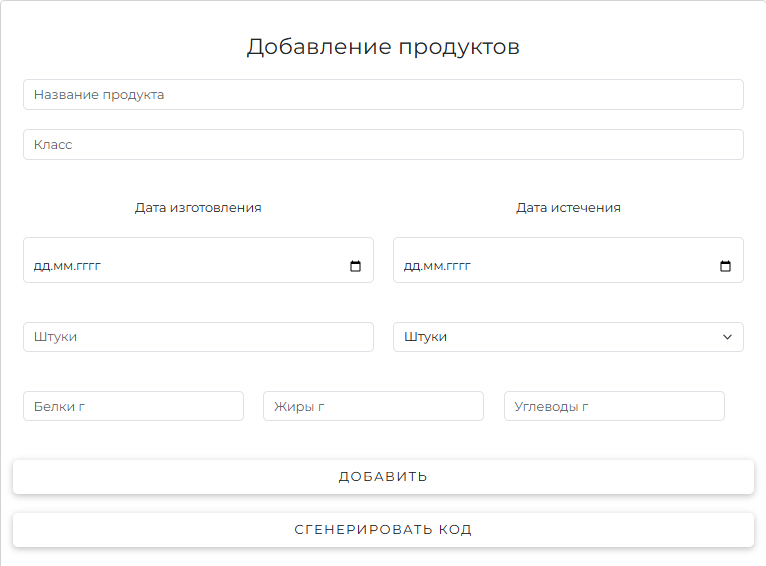 Добавление продуктов
Название продукта
Класс
Дата изготовления Дата истечения
дд.мм.гггг дд.мм.гггг
Штуки Штуки
Белки г Жиры г Углеводы г
ДОБАВИТЬ
СГЕНЕРИРОВАТЬ КОД